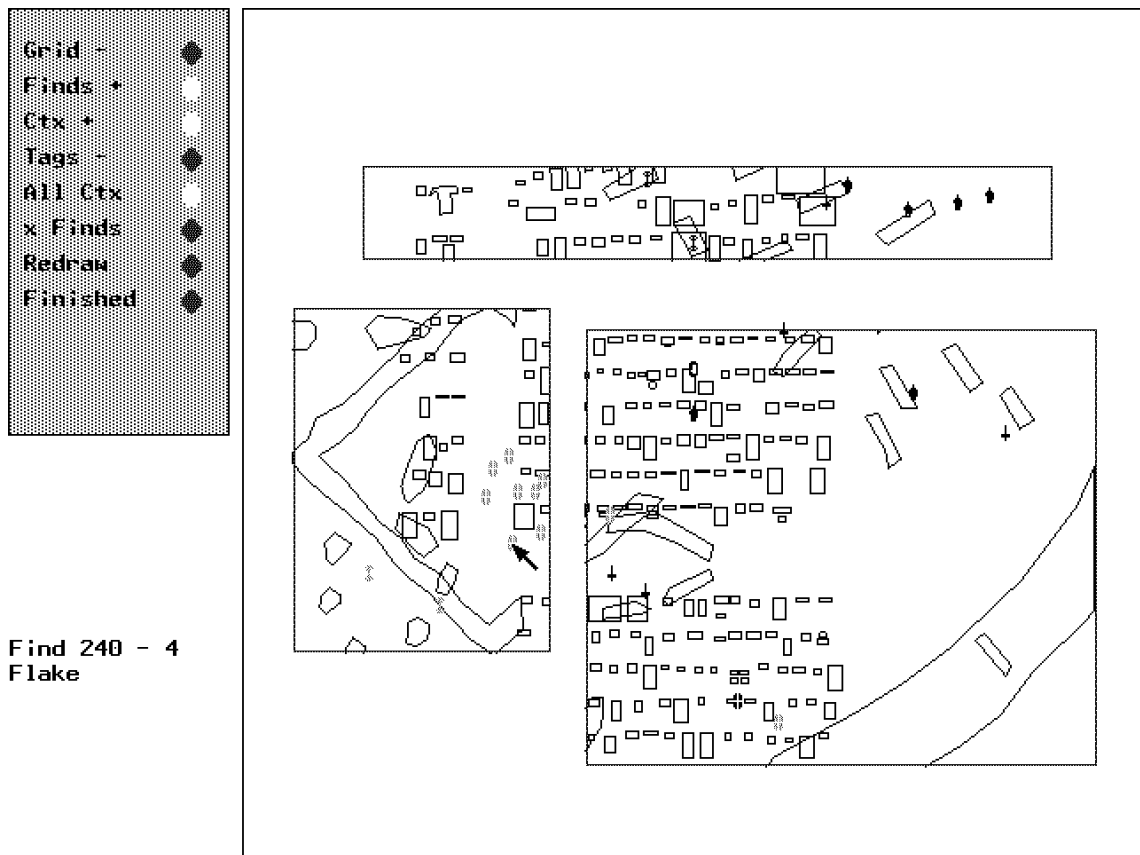 Grid -
Finds +
Ctx +
Tags -
All Ctx
x Finds
Redraw
Finished
Find 240 - 4
Flake